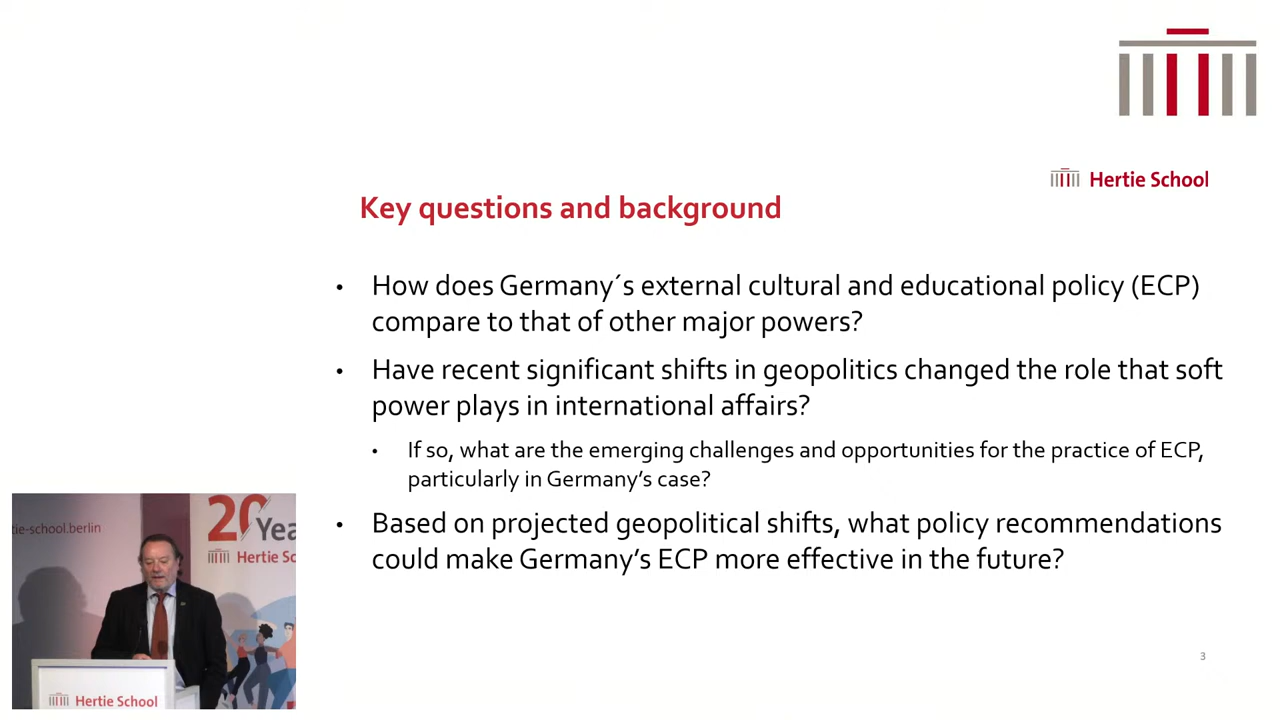 Hertie School
Key questions and background
• How does Germany´s external cultural and educational policy (ECP)
compare to that of other major powers?
• Have recent significant shifts in geopolitics changed the role that soft
power plays in international affairs?
• If so, what are the emerging challenges and opportunities for the practice of ECP,
particularly in Germany's case?
• Based on projected geopolitical shifts, what policy recommendations
could make Germany's ECP more effective in the future?
3
tie-school.berlin
20 Yea
Hertie Sc
Hertie School